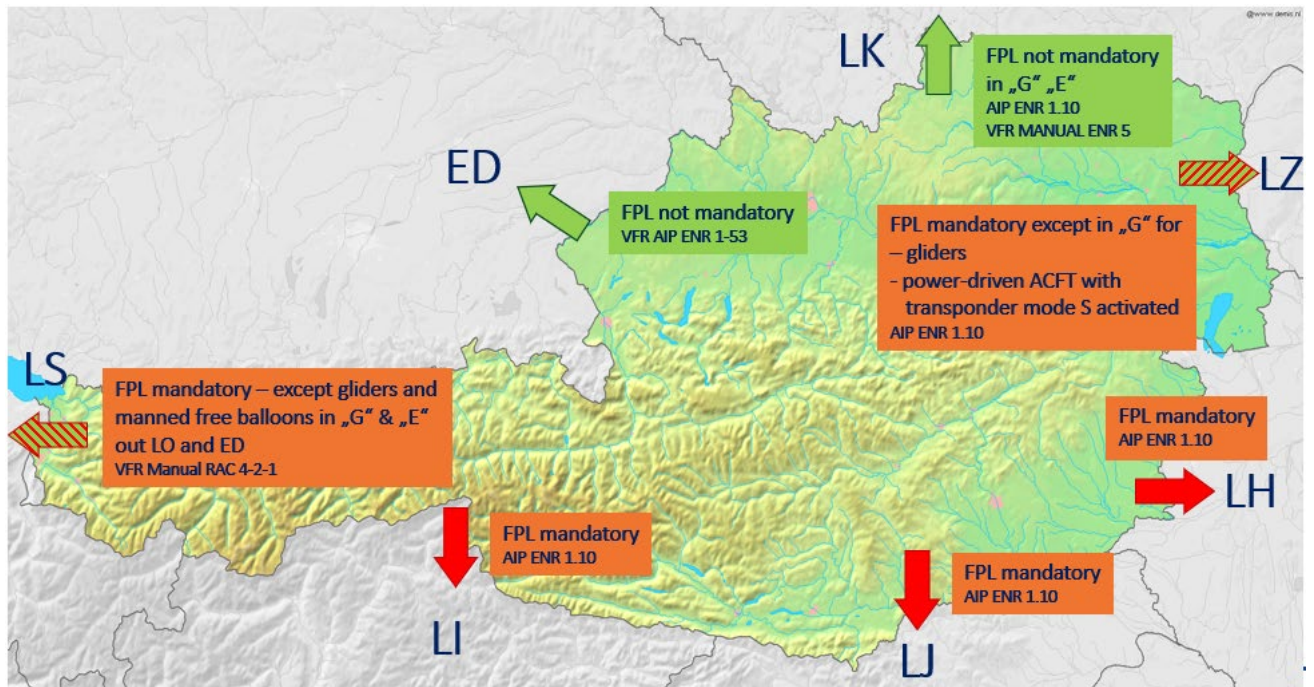 @www.demis.nl
LK
FPL not mandatory
in „G“ „E“
AIP ENR 1.10
VFR MANUAL ENR 5
ED
LZ
FPL not mandatory
VFR AIP ENR 1-53
FPL mandatory except in „G“ for
– gliders
- power-driven ACFT with
transponder mode S activated
AIP ENR 1.10
LS
FPL mandatory – except gliders and
manned free balloons in „G“ & „E“
out LO and ED
VFR Manual RAC 4-2-1
FPL mandatory
AIP ENR 1.10
LH
FPL mandatory
AIP ENR 1.10
LI
FPL mandatory
AIP ENR 1.10
LJ